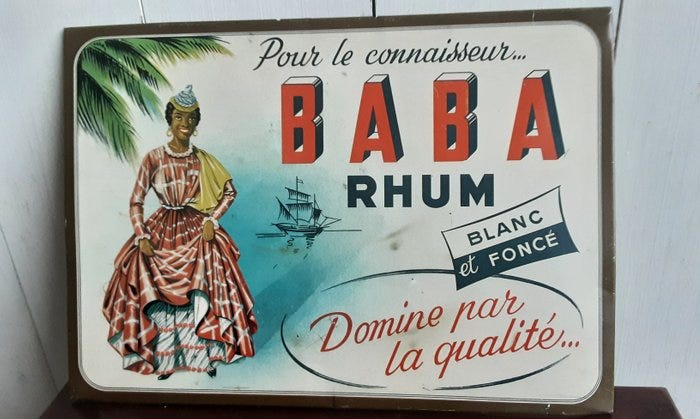 Pour le connaisseur...
BABA
RHUM
BLANC
et FONCÉ
Domine par
la qualité...